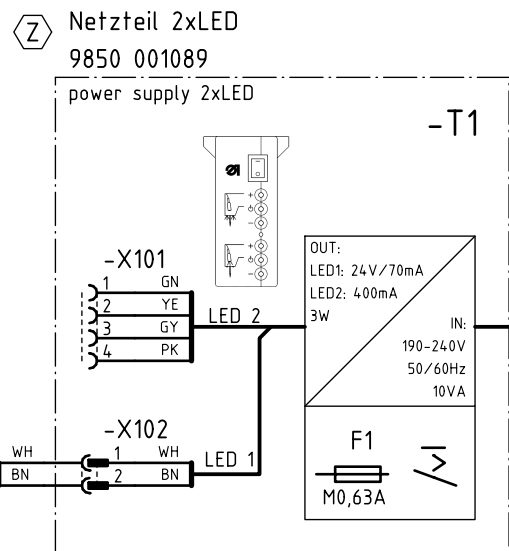 Z
Netzteil 2xLED
9850 001089
power supply 2xLED
-T1
+
-
+
-
-X101
1 GN
2 YE
3 GY
4 PK
LED 2
OUT:
LED1: 24V/70mA
LED2: 400mA
3W
IN:
190-240V
50/60Hz
10VA
-X102
WH 1 WH
BN 2 BN
LED 1
F1
M0,63A